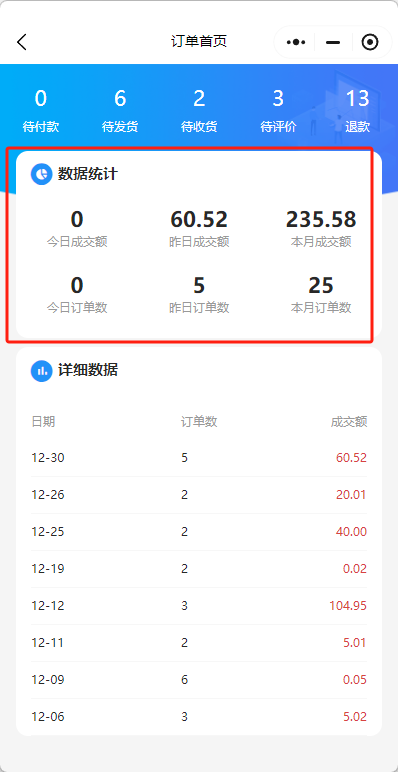 订单首页
0 6 2 3 13
待付款 待发货 待收货 待评价 退款
数据统计
0 60.52 235.58
今日成交额 昨日成交额 本月成交额
0 5 25
今日订单数 昨日订单数 本月订单数
详细数据
日期 订单数 成交额
12-30 5 60.52
12-26 2 20.01
12-25 2 40.00
12-19 2 0.02
12-12 3 104.95
12-11 2 5.01
12-09 6 0.05
12-06 3 5.02